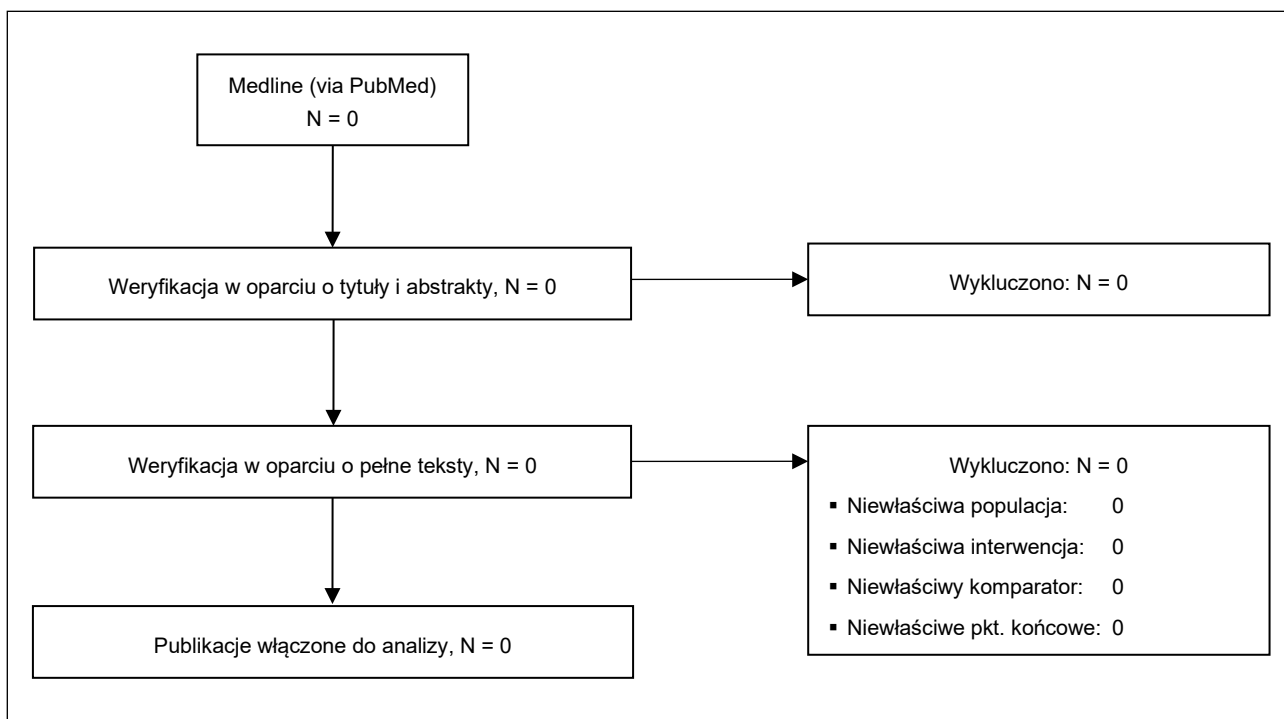 Medline (via PubMed)
N = 0
Weryfikacja w oparciu o tytuły i abstrakty, N = 0
Wykluczono: N = 0
Weryfikacja w oparciu o pełne teksty, N = 0
Wykluczono: N = 0
▪ Niewłaściwa populacja: 0
▪ Niewłaściwa interwencja: 0
▪ Niewłaściwy komparator: 0
▪ Niewłaściwe pkt. końcowe: 0
Publikacje włączone do analizy, N = 0